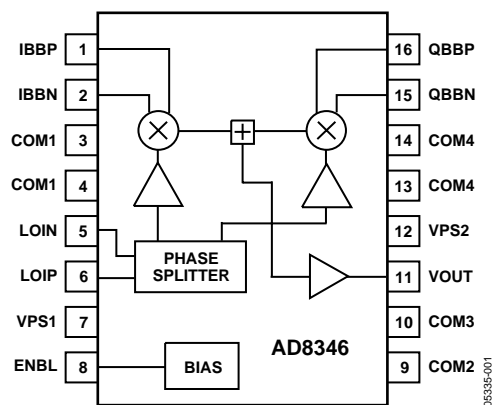 IBBP 1
IBBN 2
COM1 3
COM1 4
LOIN 5
LOIP 6
VPS1 7
ENBL 8
PHASE
SPLITTER
BIAS
AD8346
16 QBBP
15 QBBN
14 COM4
13 COM4
12 VPS2
11 VOUT
10 COM3
9 COM2
05335-001